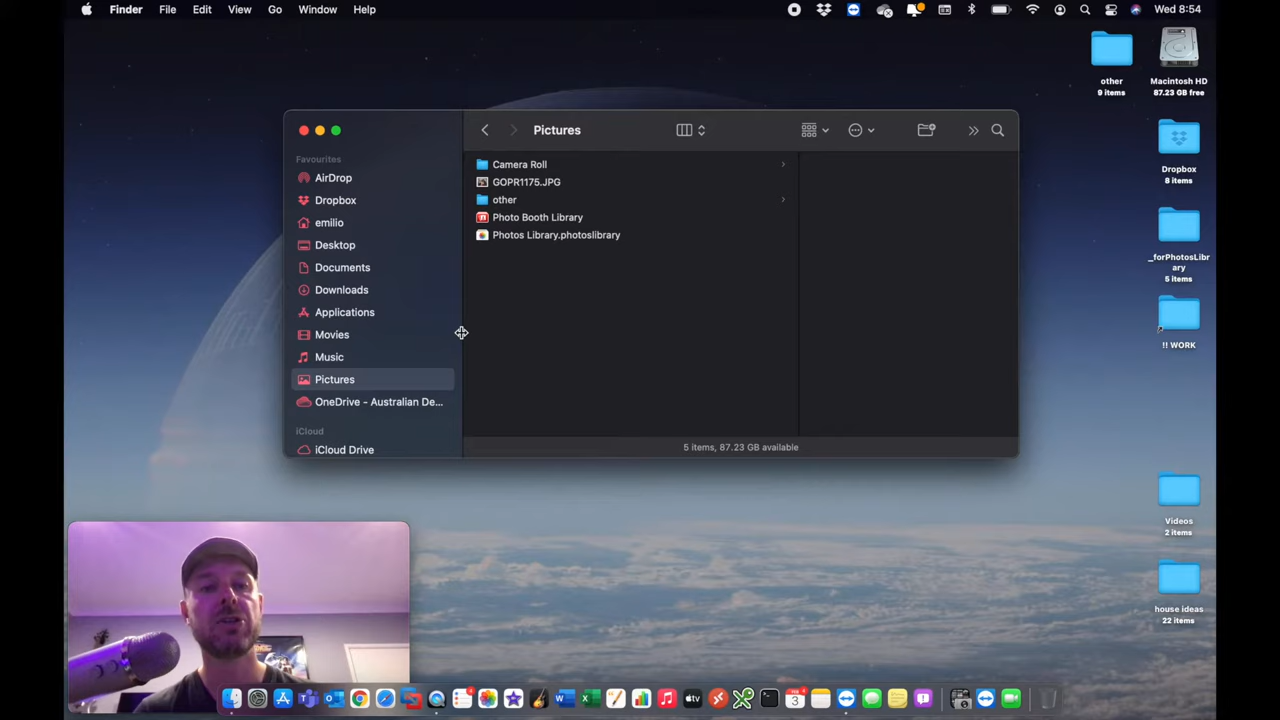 Finder File Edit View Go Window Help
Wed 8:54
other
9 items
Macintosh HD
87.23 GB free
Dropbox
8 items
_forPhotosLibr
ary
5 items
!! WORK
Videos
2 items
house ideas
22 items
Pictures
Favourites
AirDrop
Dropbox
emilio
Desktop
Documents
Downloads
Applications
Movies
Music
Pictures
OneDrive - Australian De...
iCloud
iCloud Drive
Camera Roll
GOPR1175.JPG
other
Photo Booth Library
Photos Library.photoslibrary
5 items, 87.23 GB available